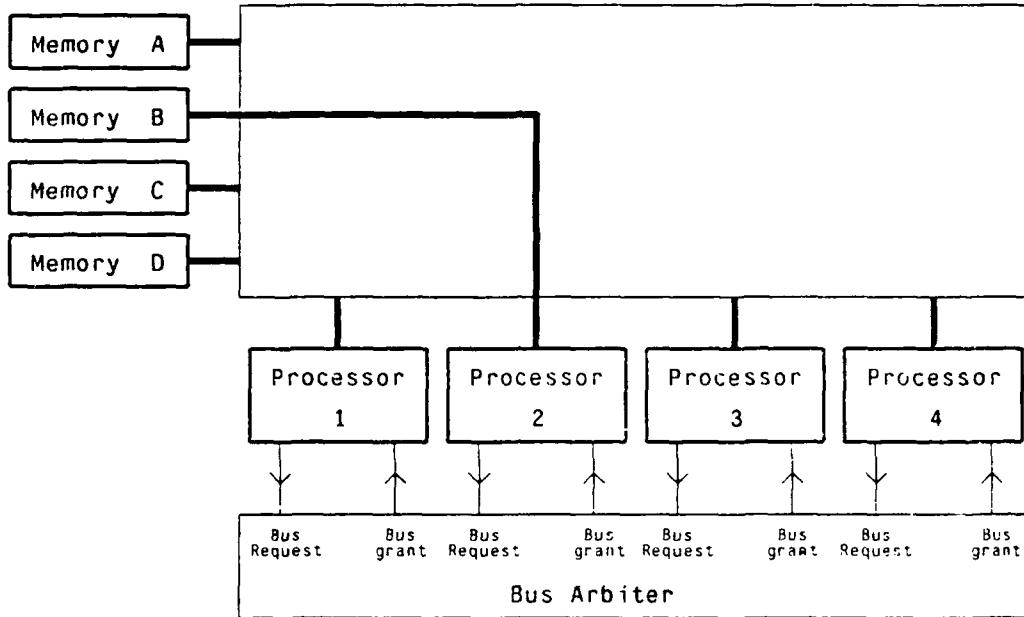 Memory A
Memory B
Memory C
Memory D
Processor
1
Processor
2
Processor
3
Processor
4
Bus
Request
Bus
grant
Bus
Request
Bus
grant
Bus
Request
Bus
grant
Bus
Request
Bus
grant
Bus Arbiter